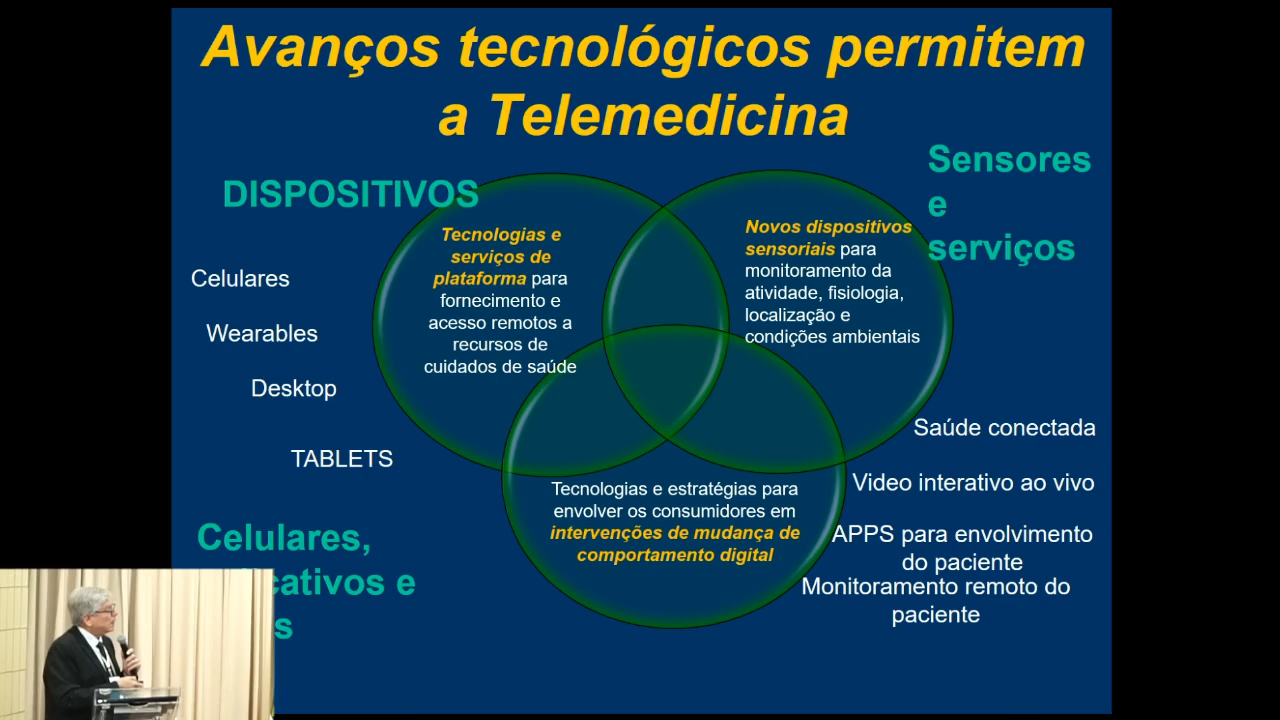 Avanços tecnológicos permitem
a Telemedicina
DISPOSITIVOS
Celulares
Wearables
Desktop
TABLETS
Tecnologias e
serviços de
plataforma para
fornecimento e
acesso remotos a
recursos de
cuidados de saúde
Novos dispositivos
sensoriais para
monitoramento da
atividade, fisiologia,
localização e
condições ambientais
Sensores
e
serviços
Tecnologias e estratégias para
envolver os consumidores em
intervenções de mudança de
comportamento digital
Saúde conectada
Video interativo ao vivo
APPS para envolvimento
do paciente
Monitoramento remoto do
paciente
Celulares,
e